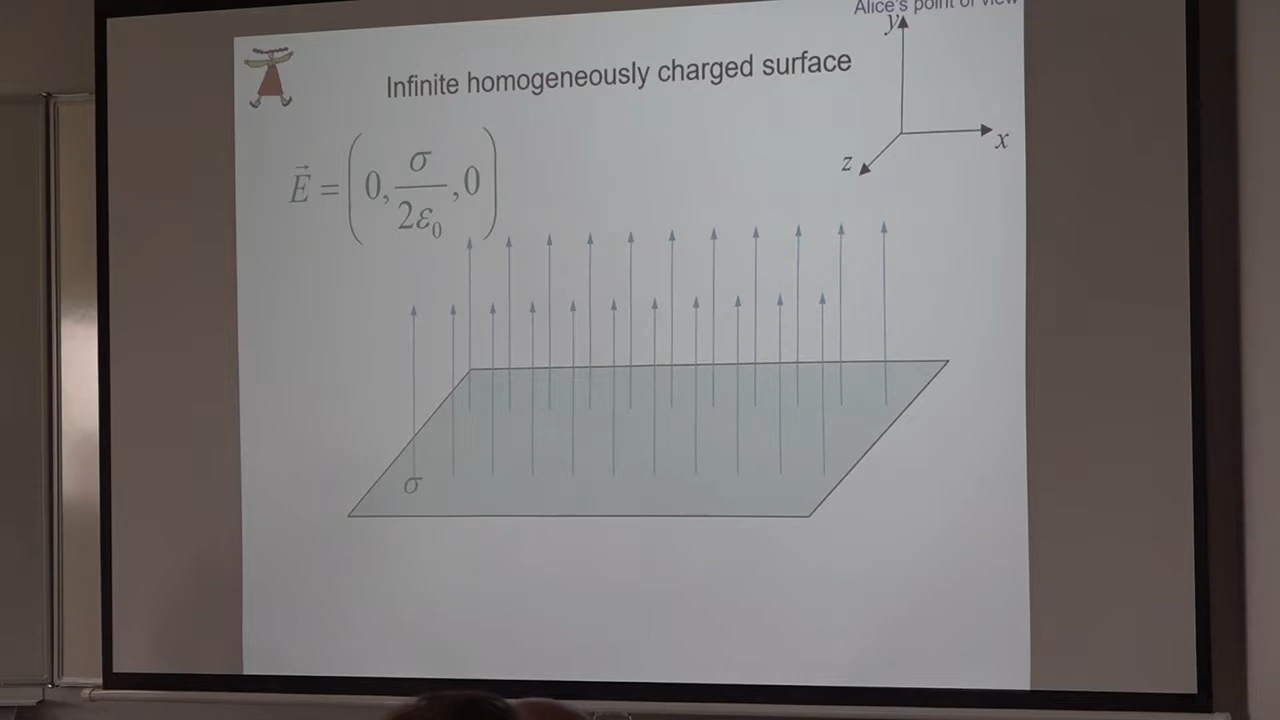 Alice's point of view
Infinite homogeneously charged surface
y
x
z
E⃗ = (0, σ/2ε₀, 0)
σ